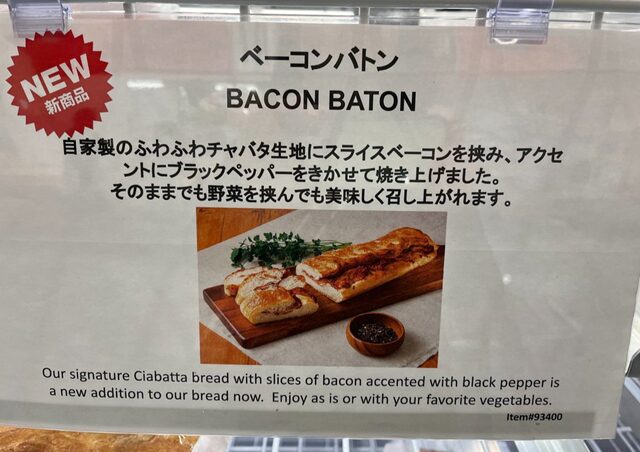 NEW
新商品
ベーコンバトン
BACON BATON
自家製のふわふわチャバタ生地にスライスベーコンを挟み、アクセ
ントにブラックペッパーをきかせて焼き上げました。
そのままでも野菜を挟んでも美味しく召し上がれます。
Our signature Ciabatta bread with slices of bacon accented with black pepper is
a new addition to our bread now.  Enjoy as is or with your favorite vegetables.
Item#93400